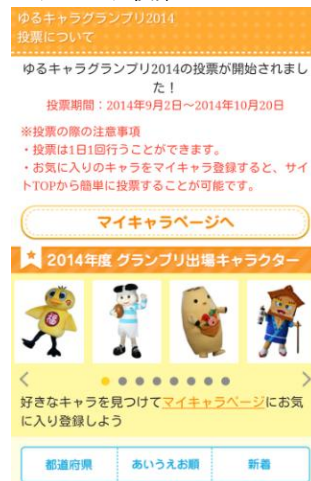 ゆるキャラグランプリ2014
投票について
ゆるキャラグランプリ2014の投票が開始されまし
た！
投票期間：2014年9月2日～2014年10月20日
※投票の際の注意事項
・投票は1日1回行うことができます。
・お気に入りのキャラをマイキャラ登録すると、サイ
トTOPから簡単に投票することが可能です。
マイキャラページへ
2014年度 グランプリ出場キャラクター
好きなキャラを見つけてマイキャラページにお気
に入り登録しよう
都道府県
あいうえお順
新着